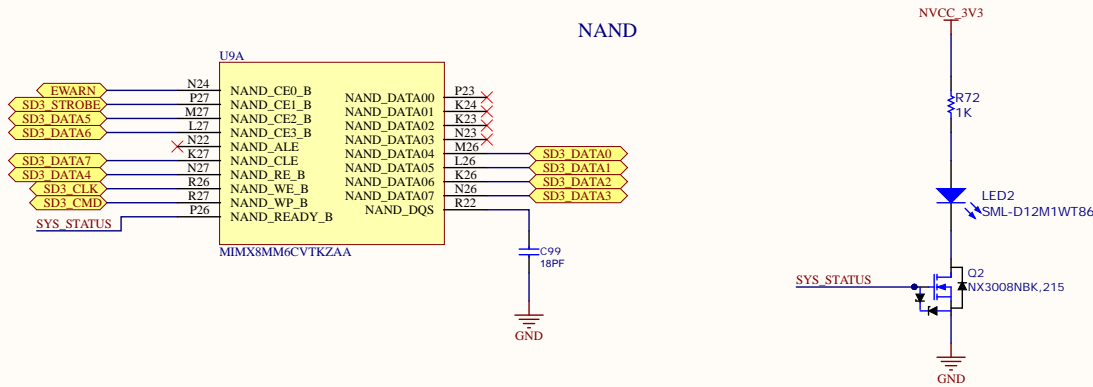 NAND
U9A
EWARN N24 NAND_CE0_B
SD3_STROBE P27 NAND_CE1_B
SD3_DATA5 M27 NAND_CE2_B
SD3_DATA6 L27 NAND_CE3_B
N22 NAND_ALE
SD3_DATA7 K27 NAND_CLE
SD3_DATA4 N27 NAND_RE_B
SD3_CLK R26 NAND_WE_B
SD3_CMD R27 NAND_WP_B
SYS_STATUS P26 NAND_READY_B
NAND_DATA00 P23
NAND_DATA01 K24
NAND_DATA02 K23
NAND_DATA03 N23
NAND_DATA04 M26 SD3_DATA0
NAND_DATA05 L26 SD3_DATA1
NAND_DATA06 K26 SD3_DATA2
NAND_DATA07 N26 SD3_DATA3
NAND_DQS R22
MIMX8MM6CVTKZAA
C99
18PF
GND
NVCC_3V3
R72
1K
LED2
SML-D12M1WT86
SYS_STATUS
Q2
NX3008NBK,215
GND